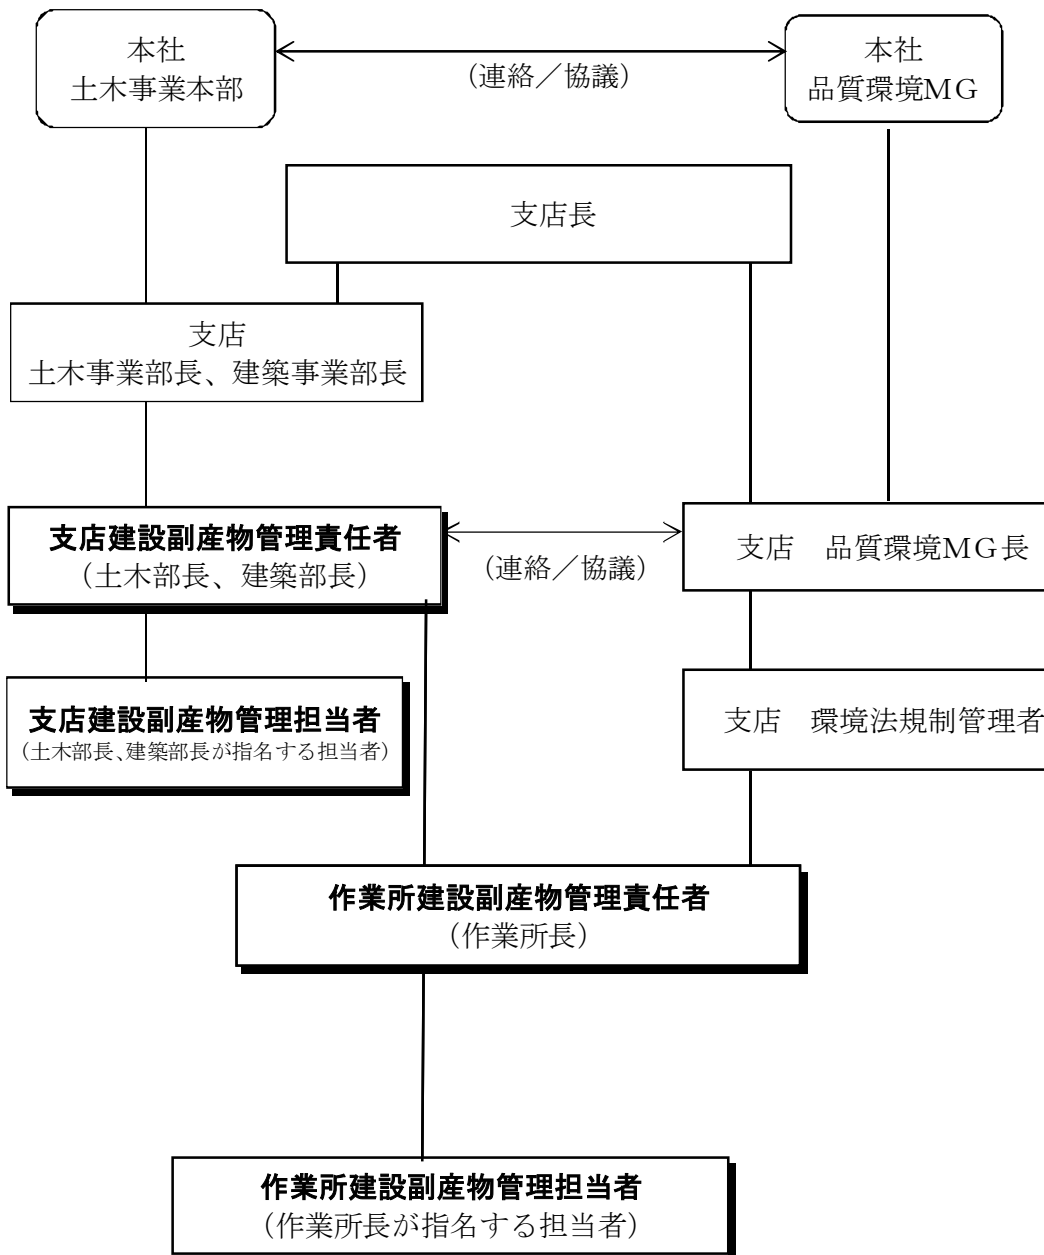 本社
土木事業本部
(連絡／協議)
本社
品質環境MG
支店長
支店
土木事業部長、建築事業部長
支店建設副産物管理責任者
（土木部長、建築部長）
(連絡／協議)
支店　品質環境MG長
支店建設副産物管理担当者
（土木部長、建築部長が指名する担当者）
支店　環境法規制管理者
作業所建設副産物管理責任者
（作業所長）
作業所建設副産物管理担当者
（作業所長が指名する担当者）